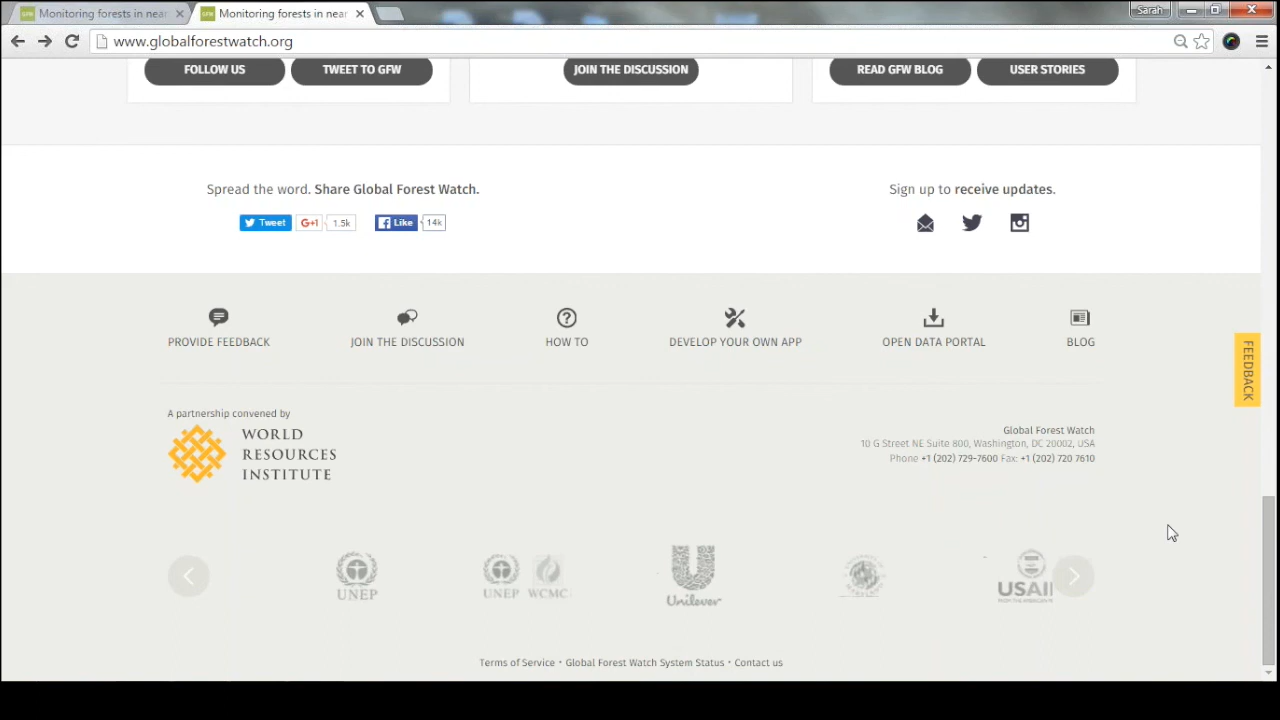 Monitoring forests in near
Monitoring forests in near
Sarah
www.globalforestwatch.org
FOLLOW US
TWEET TO GFW
JOIN THE DISCUSSION
READ GFW BLOG
USER STORIES
Spread the word. Share Global Forest Watch.
Sign up to receive updates.
Tweet
G+1
1.5k
Like
14k
PROVIDE FEEDBACK
JOIN THE DISCUSSION
HOW TO
DEVELOP YOUR OWN APP
OPEN DATA PORTAL
BLOG
FEEDBACK
A partnership convened by
WORLD
RESOURCES
INSTITUTE
Global Forest Watch
10 G Street NE Suite 800, Washington, DC 20002, USA
Phone +1 (202) 729-7600 Fax: +1 (202) 720 7610
UNEP
UNEP WCMC
Unilever
USAI
Terms of Service · Global Forest Watch System Status · Contact us